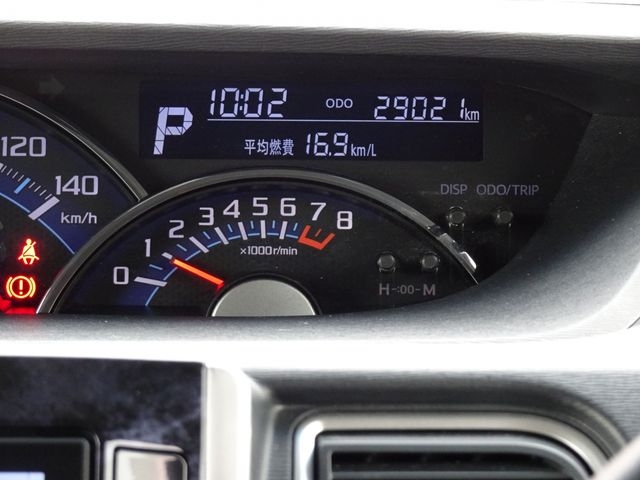 10:02 ODO 29021km
P
平均燃費 16.9km/L
DISP ODO/TRIP
120
140
km/h
0 1 2 3 4 5 6 7 8
×1000r/min
H -:00- M